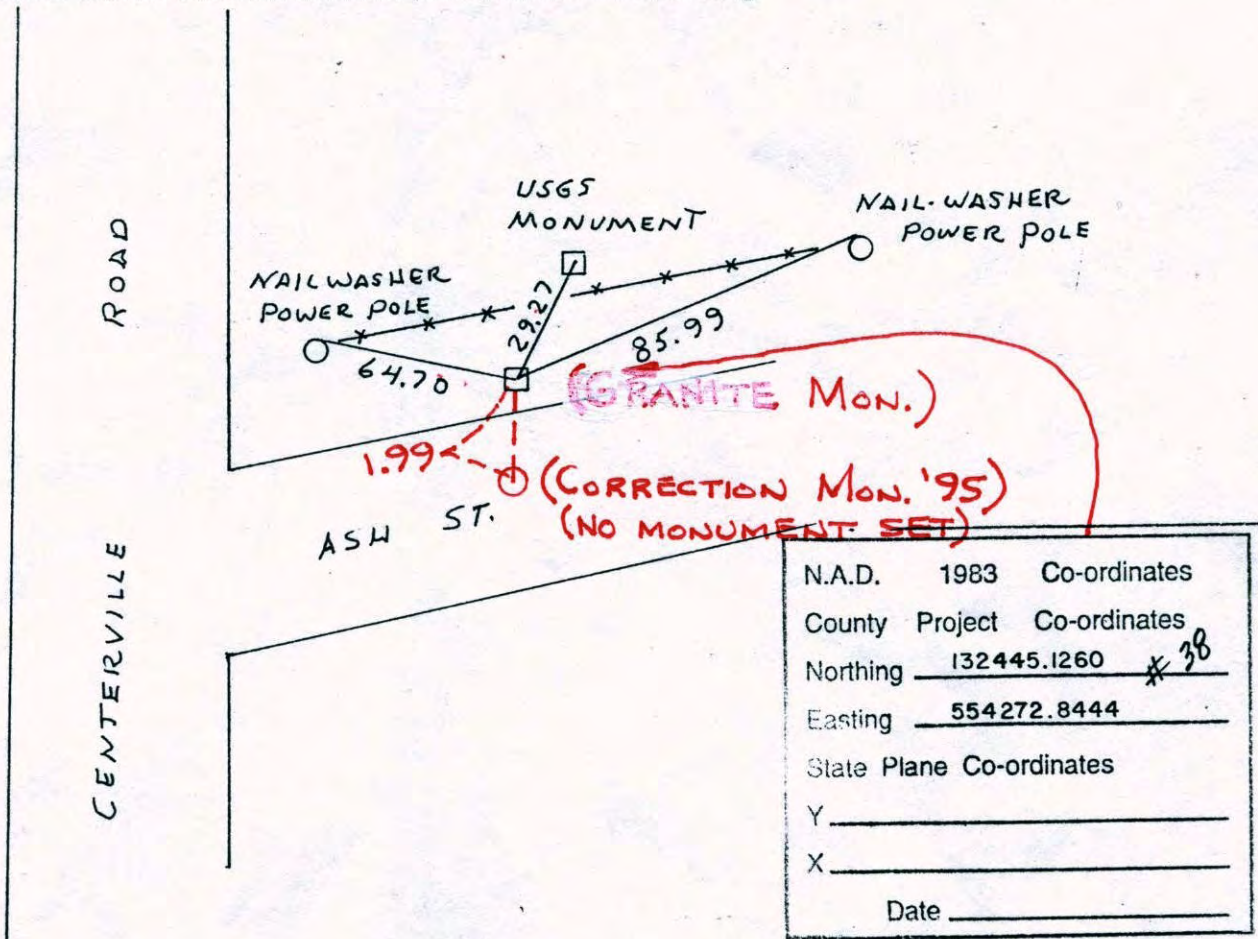 USGS
MONUMENT
NAIL-WASHER
POWER POLE
NAIL WASHER
POWER POLE
29.27
85.99
64.70
(GRANITE MON.)
1.99
(CORRECTION MON. '95)
(NO MONUMENT SET)
ASH ST.
CENTERVILLE ROAD
N.A.D. 1983 Co-ordinates
County Project Co-ordinates
Northing 132445.1260 # 38
Easting 554272.8444
State Plane Co-ordinates
Y
X
Date